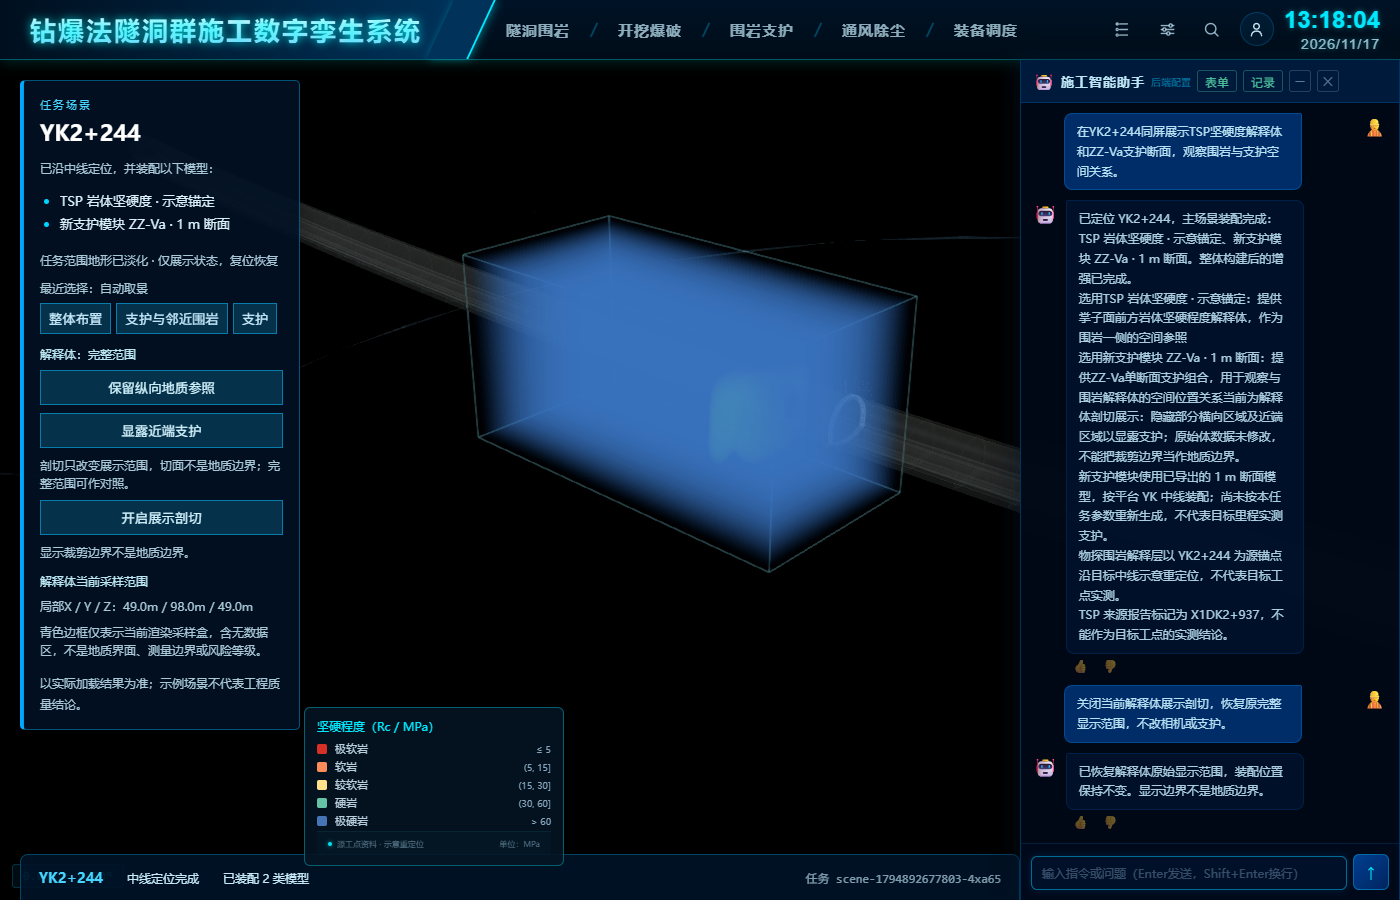 钻爆法隧洞群施工数字孪生系统
隧洞围岩 / 开挖爆破 / 围岩支护 / 通风除尘 / 装备调度
13:18:04
2026/11/17
任务场景
YK2+244
已沿中线定位，并装配以下模型：
TSP 岩体坚硬度 · 示意锚定
新支护模块 ZZ-Va · 1 m 断面
任务范围地形已淡化 · 仅展示状态，复位恢复
最近选择：自动取景
整体布置 支护与邻近围岩 支护
解释体：完整范围
保留纵向地质参照
显露近端支护
剖切只改变展示范围，切面不是地质边界；完
整范围可作对照。
开启展示剖切
显示裁剪边界不是地质边界。
解释体当前采样范围
局部X / Y / Z：49.0m / 98.0m / 49.0m
青色边框仅表示当前渲染采样盒，含无数据
区，不是地质界面、测量边界或风险等级。
以实际加载结果为准；示例场景不代表工程质
量结论。
坚硬程度（Rc / MPa）
极软岩 ≤ 5
软岩 (5, 15]
较软岩 (15, 30]
硬岩 (30, 60]
极硬岩 > 60
源工点资料 · 示意重定位 单位：MPa
YK2+244 中线定位完成 已装配 2 类模型
任务 scene-1794892677803-4xa65
施工智能助手 后端配置 表单 记录
在YK2+244同屏展示TSP坚硬度解释体
和ZZ-Va支护断面，观察围岩与支护空
间关系。
已定位 YK2+244，主场景装配完成：
TSP 岩体坚硬度 · 示意锚定、新支护模
块 ZZ-Va · 1 m 断面。整体构建后的增
强已完成。
选用TSP 岩体坚硬度 · 示意锚定：提供
掌子面前方岩体坚硬程度解释体，作为
围岩一侧的空间参照
选用新支护模块 ZZ-Va · 1 m 断面：提
供ZZ-Va单断面支护组合，用于观察与
围岩解释体的空间位置关系当前为解释
体剖切展示：隐藏部分横向区域及近端
区域以显露支护；原始体数据未修改，
不能把裁剪边界当作地质边界。
新支护模块使用已导出的 1 m 断面模
型，按平台 YK 中线装配；尚未按本任
务参数重新生成，不代表目标里程实测
支护。
物探围岩解释层以 YK2+244 为源锚点
沿目标中线示意重定位，不代表目标工
点实测。
TSP 来源报告标记为 X1DK2+937，不
能作为目标工点的实测结论。
关闭当前解释体展示剖切，恢复原完整
显示范围，不改相机或支护。
已恢复解释体原始显示范围，装配位置
保持不变。显示边界不是地质边界。
输入指令或问题（Enter发送，Shift+Enter换行）